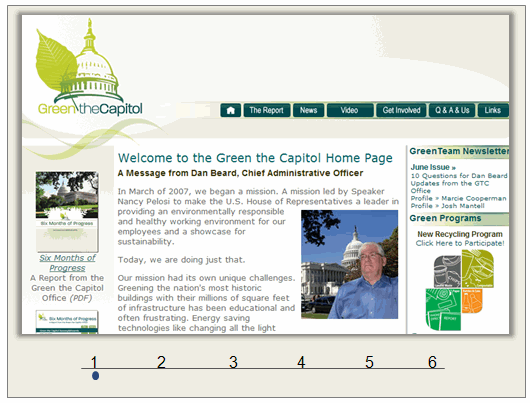 GreentheCapitol
The Report
News
Video
Get Involved
Q & A & Us
Links
Six Months of Progress
Six Months of
Progress
A Report from the
Green the Capitol
Office (PDF)
Six Months of Progress
Welcome to the Green the Capitol Home Page
A Message from Dan Beard, Chief Administrative Officer
In March of 2007, we began a mission. A mission led by Speaker
Nancy Pelosi to make the U.S. House of Representatives a leader in
providing an environmentally responsible
and healthy working environment for our
employees and a showcase for
sustainability.
Today, we are doing just that.
Our mission had its own unique challenges.
Greening the nation's most historic
buildings with their millions of square feet
of infrastructure has been educational and
often frustrating. Energy saving
technologies like changing all the light
GreenTeam Newsletter
June Issue »
10 Questions for Dan Beard
Updates from the GTC
Office
Profile » Marcie Cooperman
Profile » Josh Mantell
Green Programs
New Recycling Program
Click Here to Participate!
1 2 3 4 5 6